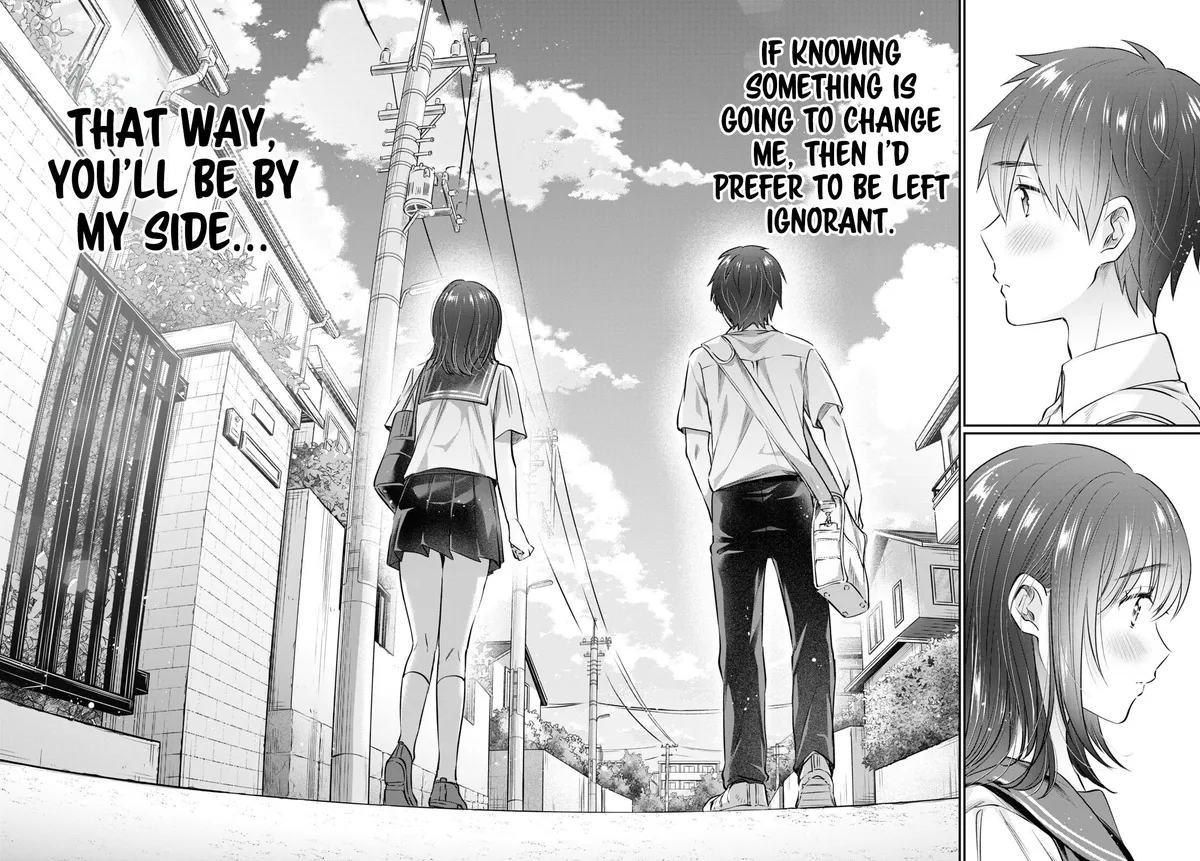 IF KNOWING
SOMETHING IS
GOING TO CHANGE
ME, THEN I'D
PREFER TO BE LEFT
IGNORANT.
THAT WAY,
YOU'LL BE BY
MY SIDE...